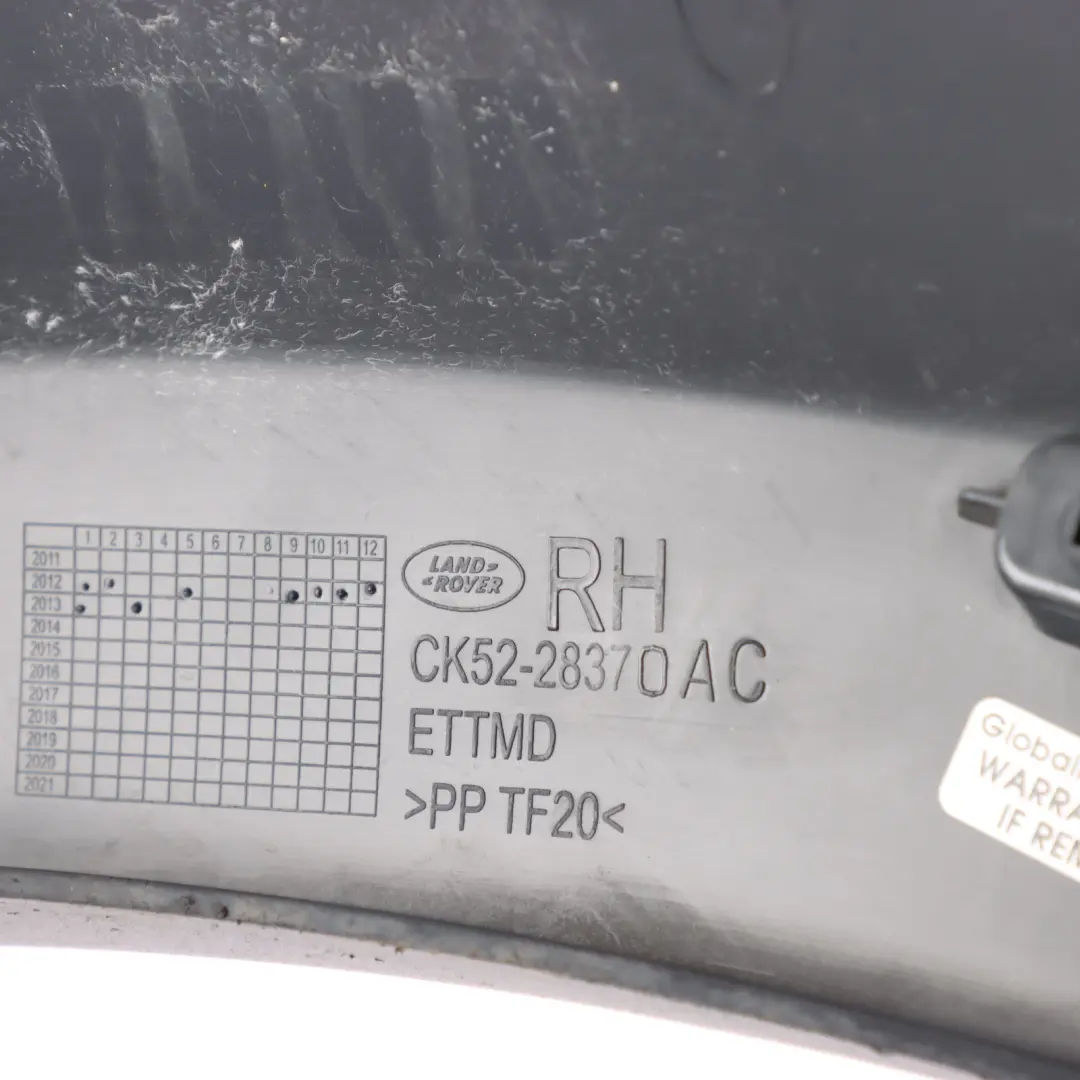 1 2 3 4 5 6 7 8 9 10 11 12
2011
2012
2013
2014
2015
2016
2017
2018
2019
2020
2021
LAND
ROVER
RH
CK52-28370AC
ETTMD
>PP TF20<
Global
WARRA
IF REM